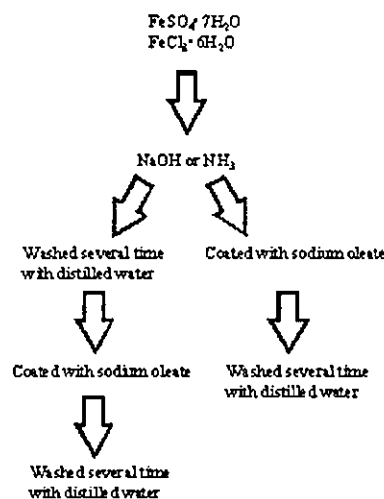 FeSO₄·7H₂O
FeCl₃·6H₂O
NaOH or NH₃
Washed several time
with distilled water
Coated with sodium oleate
Coated with sodium oleate
Washed several time
with distilled water
Washed several time
with distilled water